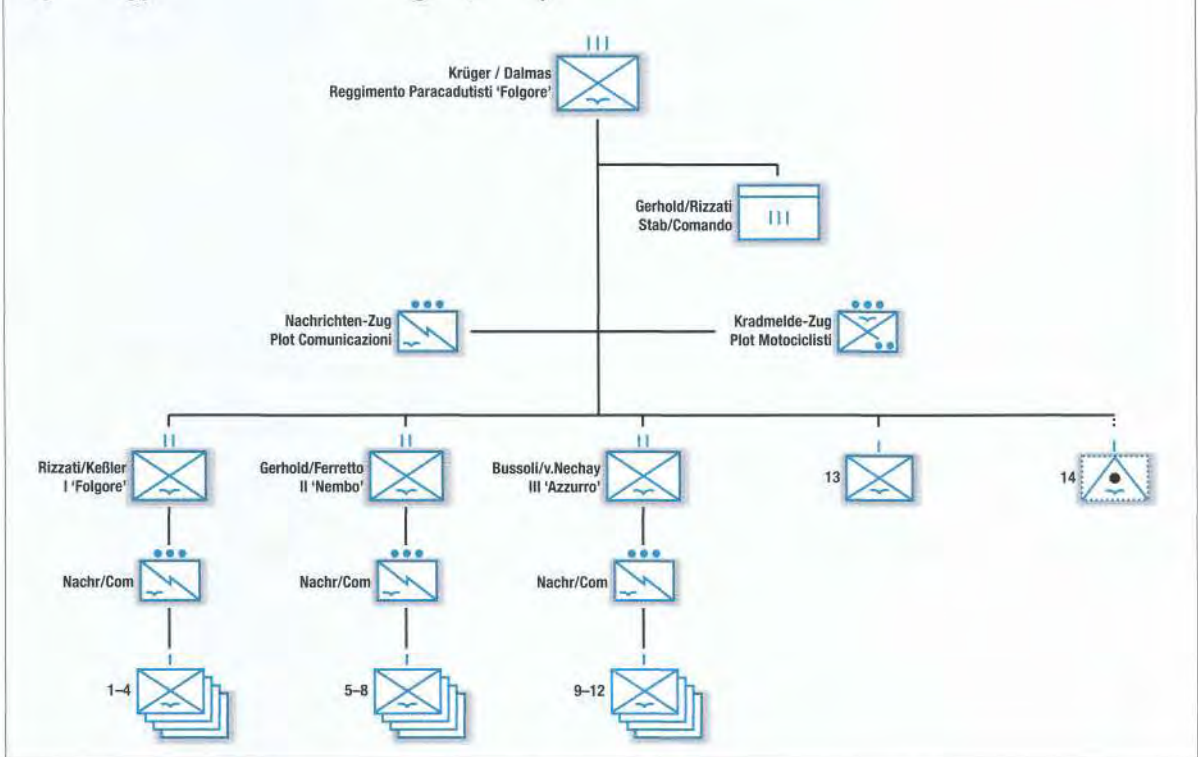 Krüger / Dalmas
Reggimento Paracadutisti ‘Folgore’
Gerhold/Rizzati
Stab/Comando
Nachrichten-Zug
Plot Comunicazioni
Kradmelde-Zug
Plot Motociclisti
Rizzati/Keßler
I ‘Folgore’
Gerhold/Ferretto
II ‘Nembo’
Bussoli/v.Nechay
III ‘Azzurro’
13
14
Nachr/Com
Nachr/Com
Nachr/Com
1–4
5–8
9–12